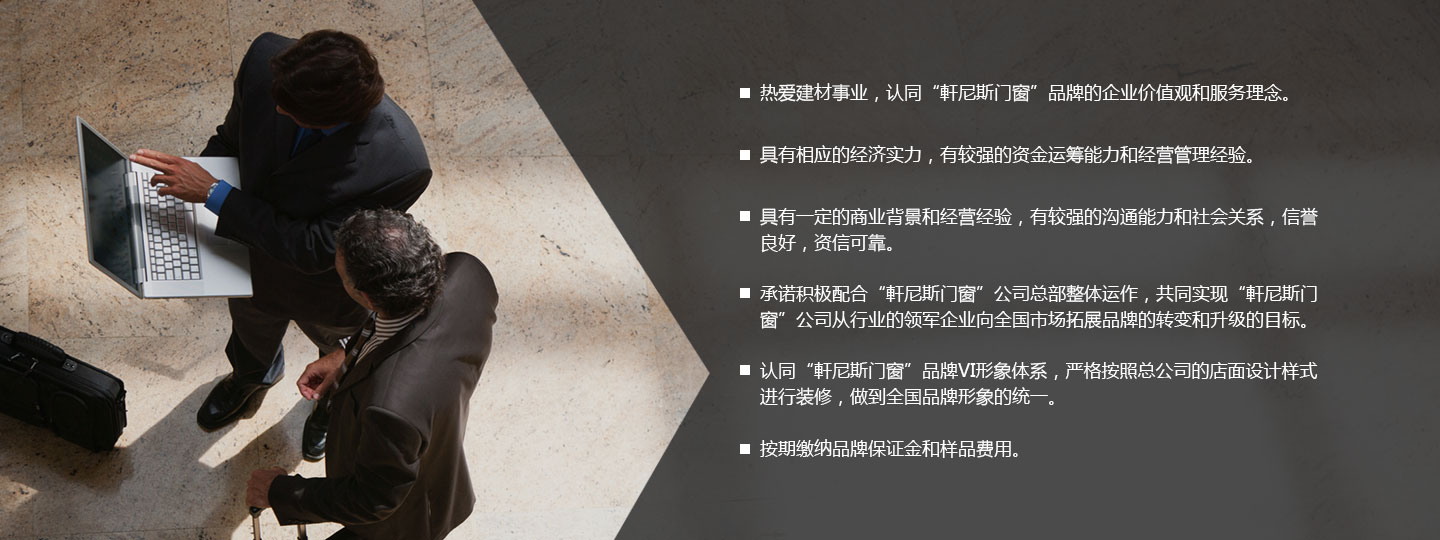 热爱建材事业，认同“軒尼斯门窗”品牌的企业价值观和服务理念。
具有相应的经济实力，有较强的资金运筹能力和经营管理经验。
具有一定的商业背景和经营经验，有较强的沟通能力和社会关系，信誉
良好，资信可靠。
承诺积极配合“軒尼斯门窗”公司总部整体运作，共同实现“軒尼斯门
窗”公司从行业的领军企业向全国市场拓展品牌的转变和升级的目标。
认同“軒尼斯门窗”品牌VI形象体系，严格按照总公司的店面设计样式
进行装修，做到全国品牌形象的统一。
按期缴纳品牌保证金和样品费用。